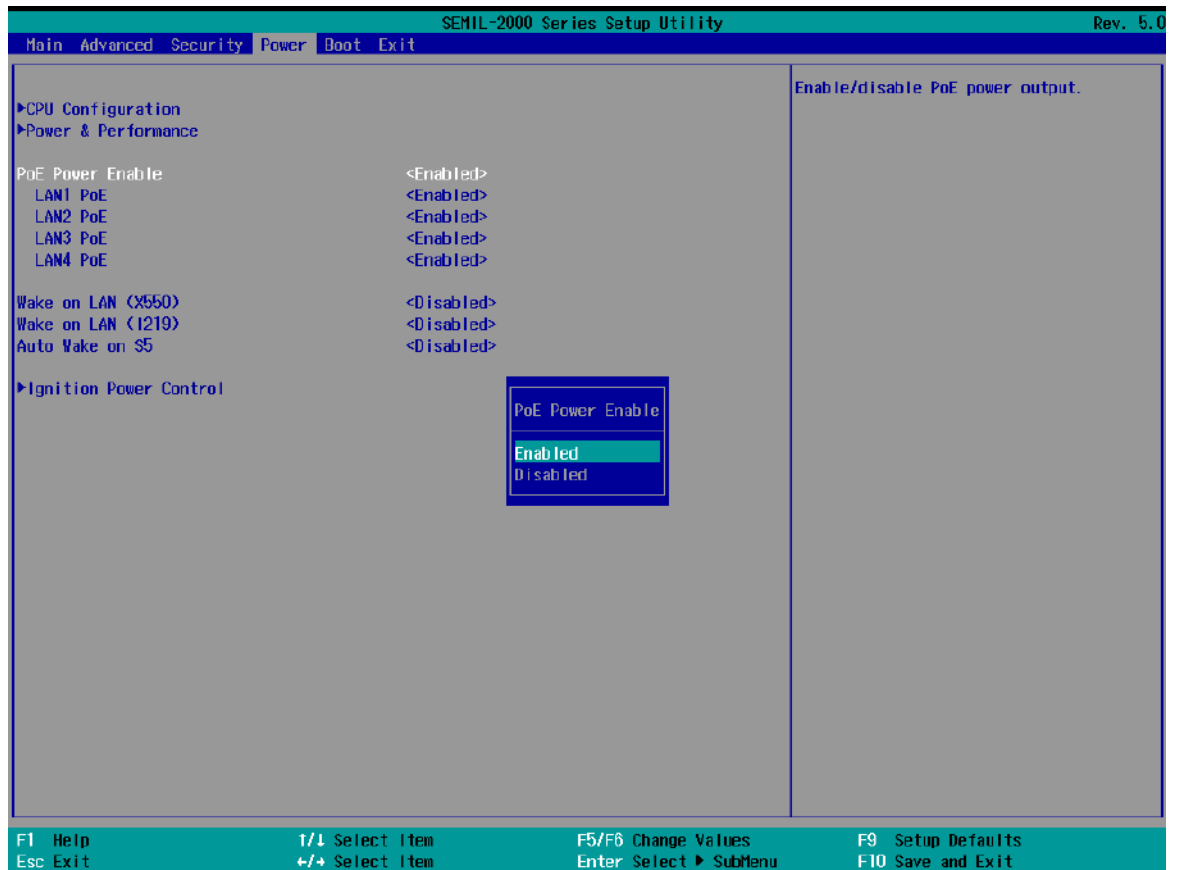 SEMIL-2000 Series Setup Utility Rev. 5.0
Main Advanced Security Power Boot Exit
Enable/disable PoE power output.
▶CPU Configuration
▶Power & Performance
PoE Power Enable <Enabled>
LAN1 PoE <Enabled>
LAN2 PoE <Enabled>
LAN3 PoE <Enabled>
LAN4 PoE <Enabled>
Wake on LAN (X550) <Disabled>
Wake on LAN (I219) <Disabled>
Auto Wake on S5 <Disabled>
▶Ignition Power Control
PoE Power Enable
Enabled
Disabled
F1 Help ↑/↓ Select Item F5/F6 Change Values F9 Setup Defaults
Esc Exit ←/→ Select Item Enter Select ▶ SubMenu F10 Save and Exit